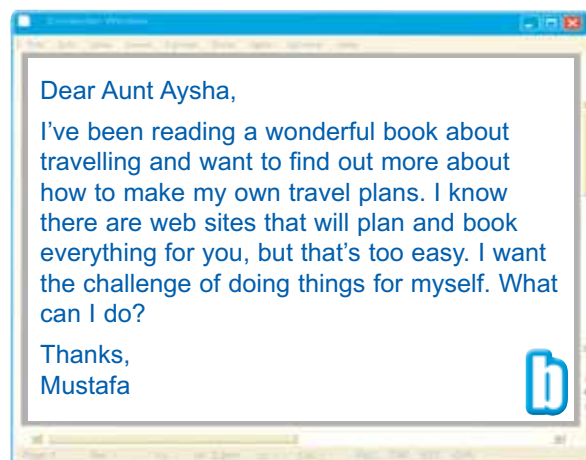 Dear Aunt Aysha,
I've been reading a wonderful book about
travelling and want to find out more about
how to make my own travel plans. I know
there are web sites that will plan and book
everything for you, but that's too easy. I want
the challenge of doing things for myself. What
can I do?
Thanks,
Mustafa
b